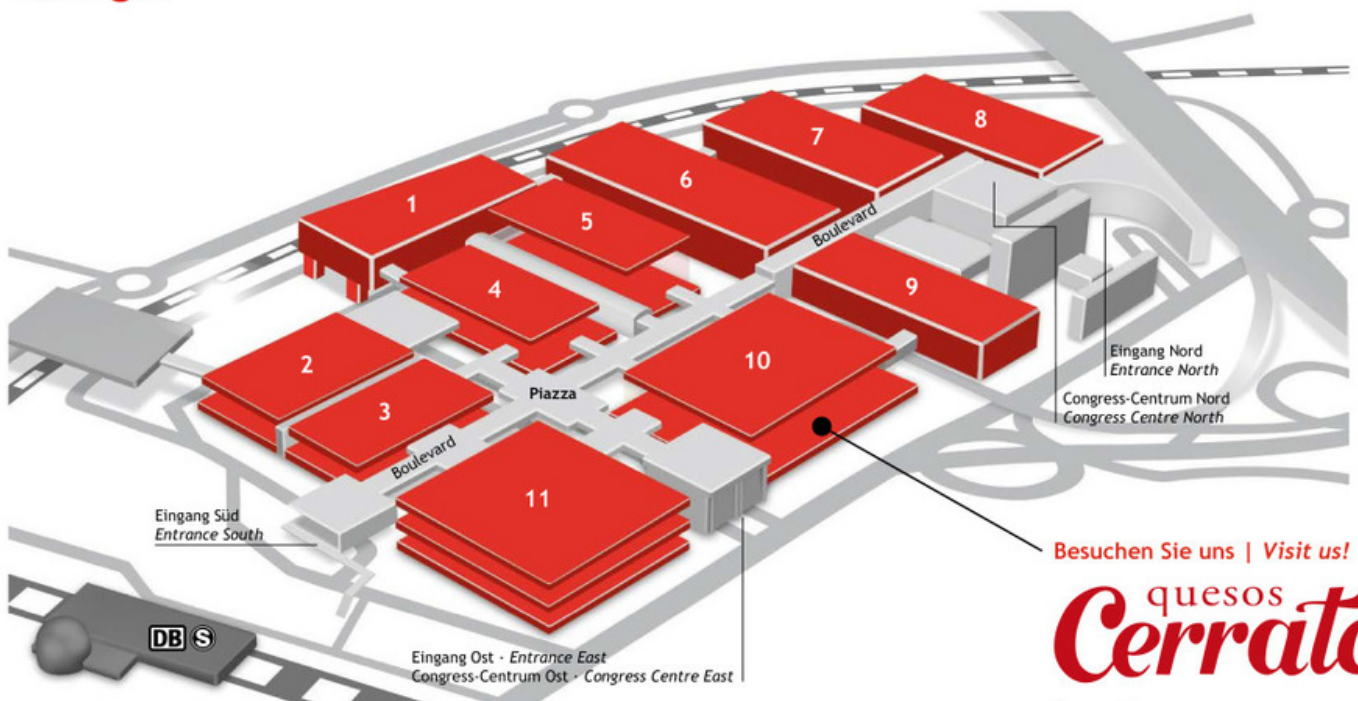 8
7
6
1
5
Boulevard
4
9
2
10
Eingang Nord
Entrance North
3
Piazza
Congress-Centrum Nord
Congress Centre North
Boulevard
11
Eingang Süd
Entrance South
Besuchen Sie uns | Visit us!
quesos
Cerrato
DB S
Eingang Ost · Entrance East
Congress-Centrum Ost · Congress Centre East